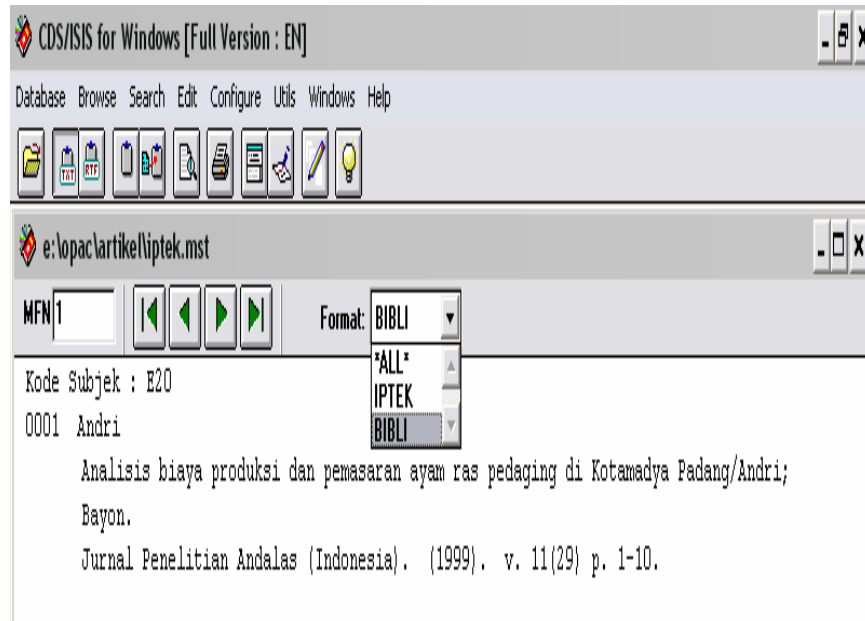 CDS/ISIS for Windows [Full Version : EN]
Database Browse Search Edit Configure Utils Windows Help
TXT RTF
e:\opac\artikel\iptek.mst
MFN 1 Format: BIBLI
*ALL*
IPTEK
BIBLI
Kode Subjek : E20
0001 Andri
Analisis biaya produksi dan pemasaran ayam ras pedaging di Kotamadya Padang/Andri;
Bayon.
Jurnal Penelitian Andalas (Indonesia). (1999). v. 11(29) p. 1-10.